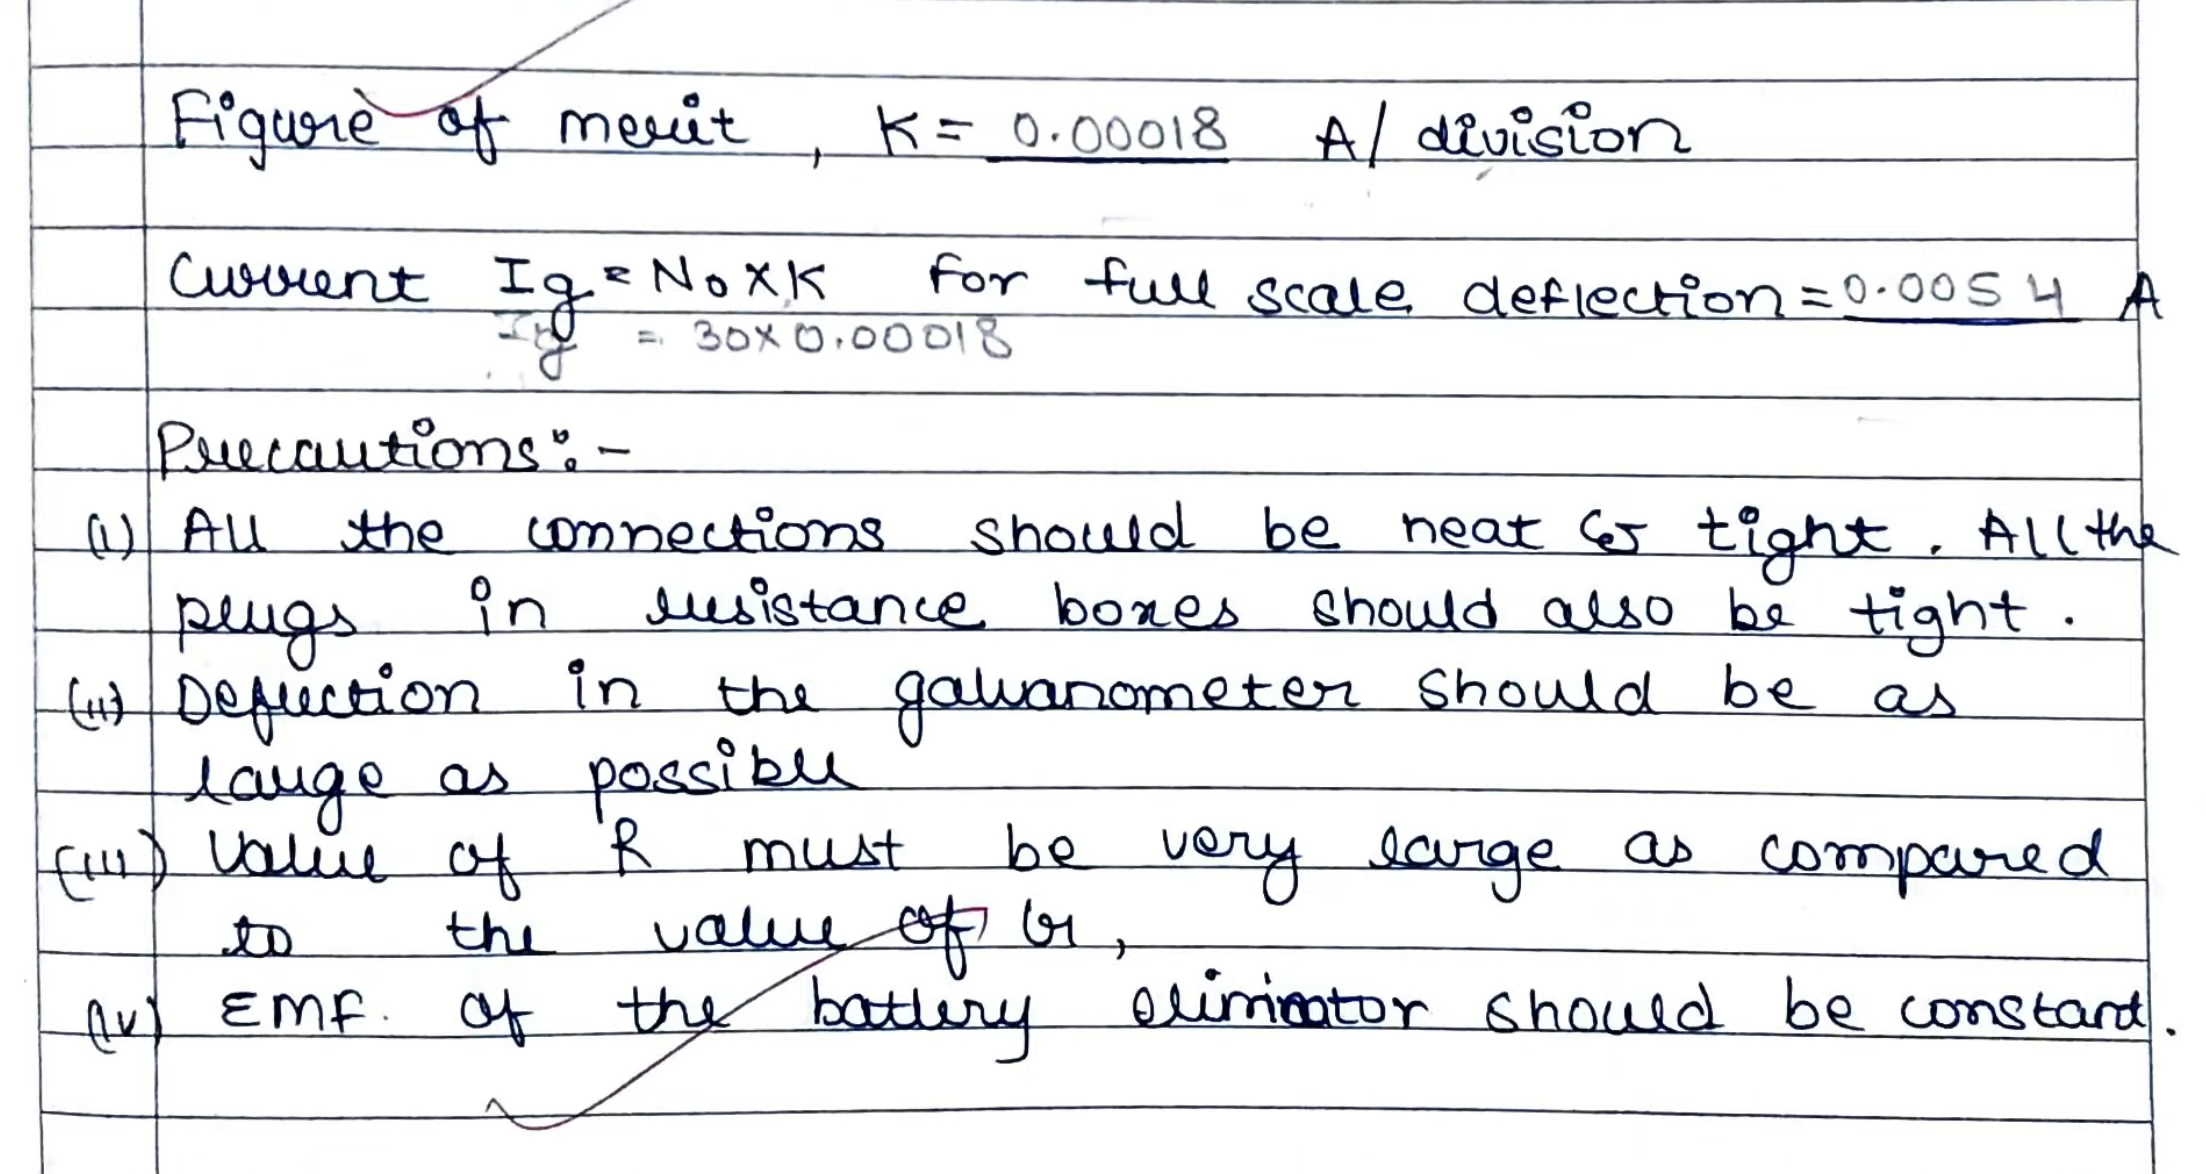 Figure of merit, K = 0.00018 A/division
Current Ig = No X K for full scale deflection = 0.0054 A
Ig = 30 x 0.00018
Precautions:-
(i) All the connections should be neat & tight. All the
plugs in resistance boxes should also be tight.
(ii) Deflection in the galvanometer should be as
large as possible
(iii) Value of R must be very large as compared
to the value of G,
(iv) EMF. of the battery eliminator should be constant.